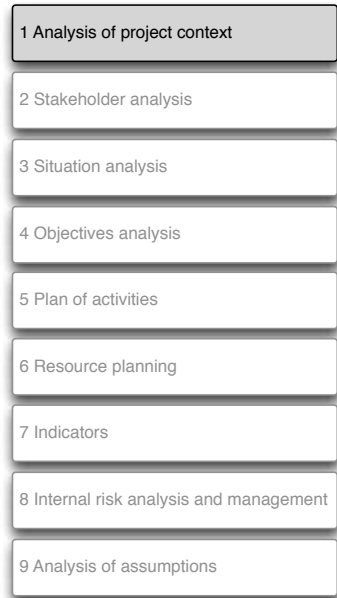 1 Analysis of project context
2 Stakeholder analysis
3 Situation analysis
4 Objectives analysis
5 Plan of activities
6 Resource planning
7 Indicators
8 Internal risk analysis and management
9 Analysis of assumptions